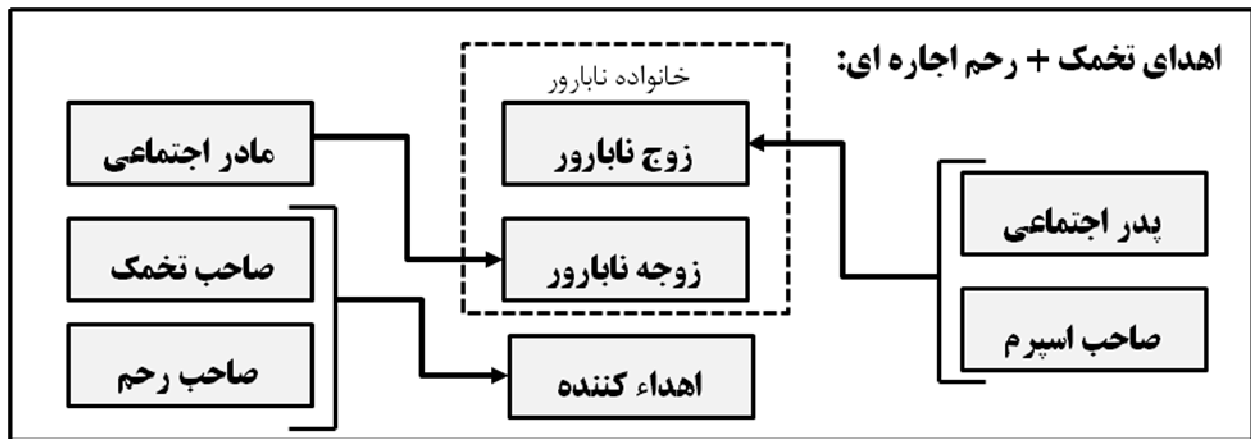 اهدای تخمک + رحم اجاره ای:
خانواده نابارور
پدر اجتماعی
صاحب اسپرم
زوج نابارور
زوجه نابارور
اهداء کننده
مادر اجتماعی
صاحب تخمک
صاحب رحم